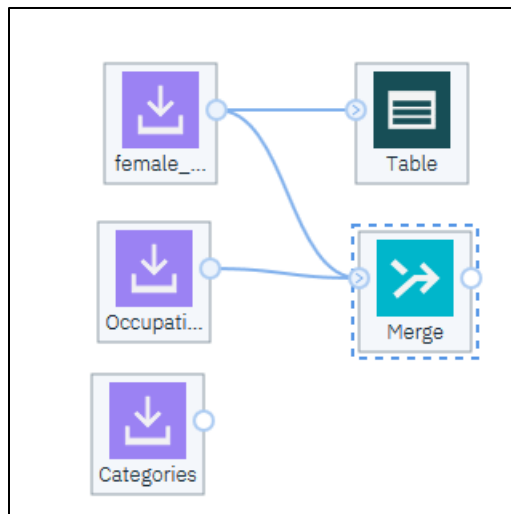 female_...
Table
Occupati...
Merge
Categories